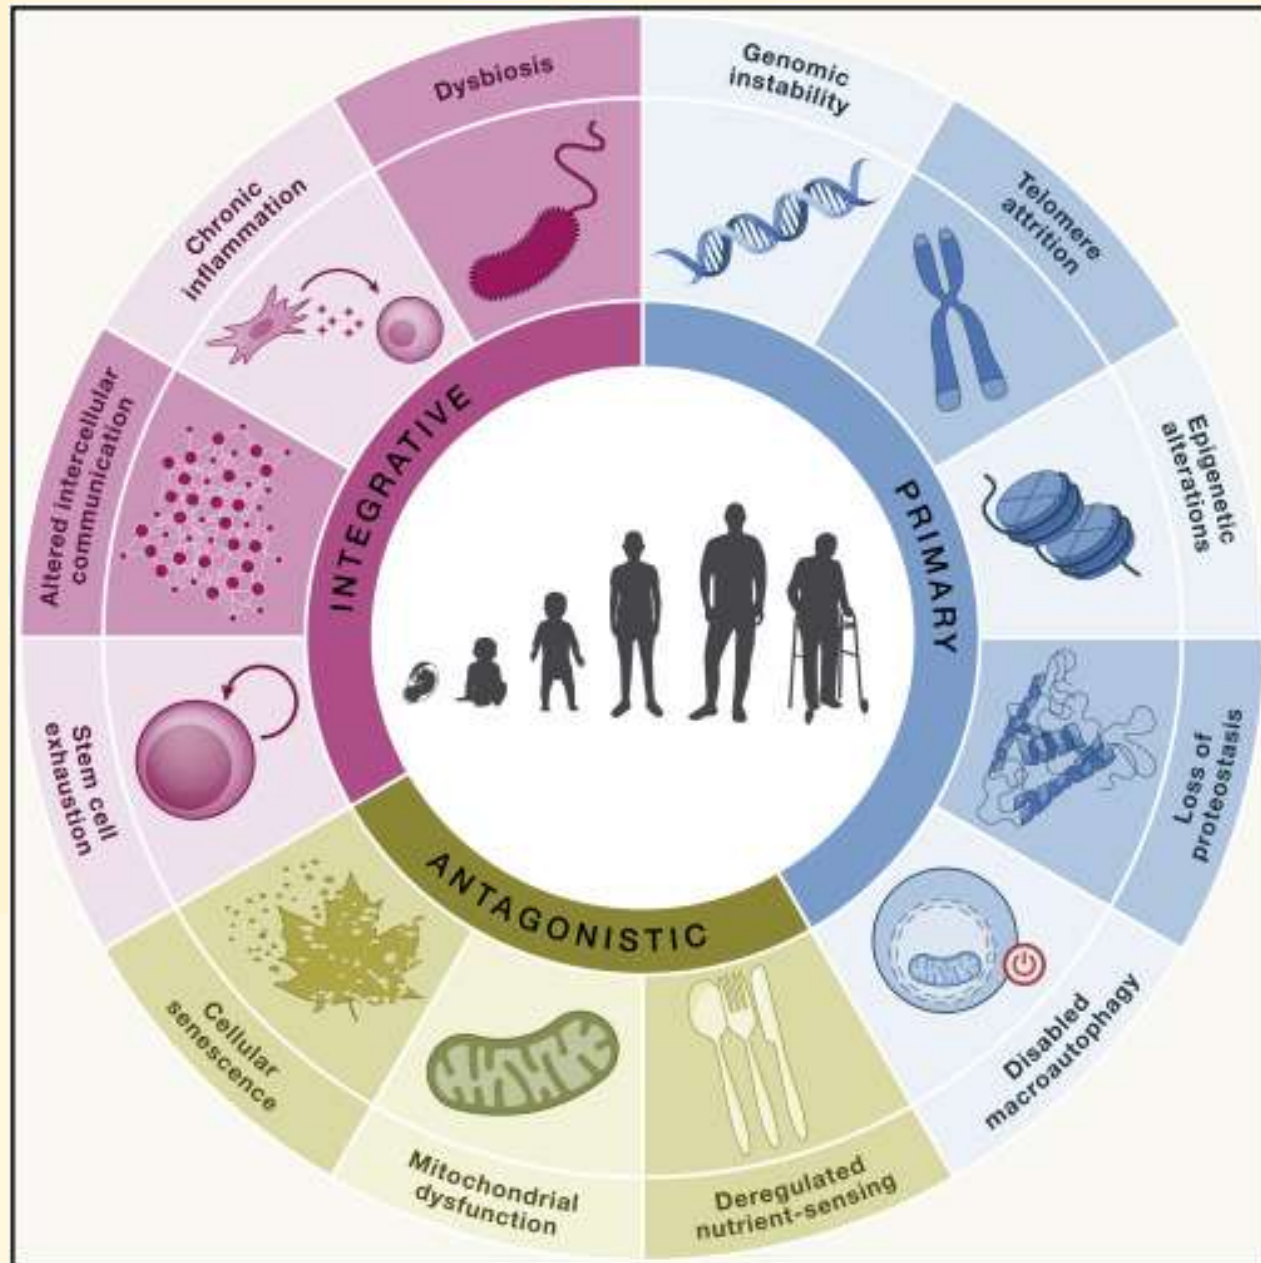 Genomic
instability
Telomere
attrition
Epigenetic
alterations
Loss of
proteostasis
Disabled
macroautophagy
Deregulated
nutrient-sensing
Mitochondrial
dysfunction
Cellular
senescence
Stem cell
exhaustion
Altered intercellular
communication
Chronic
inflammation
Dysbiosis
PRIMARY
ANTAGONISTIC
INTEGRATIVE